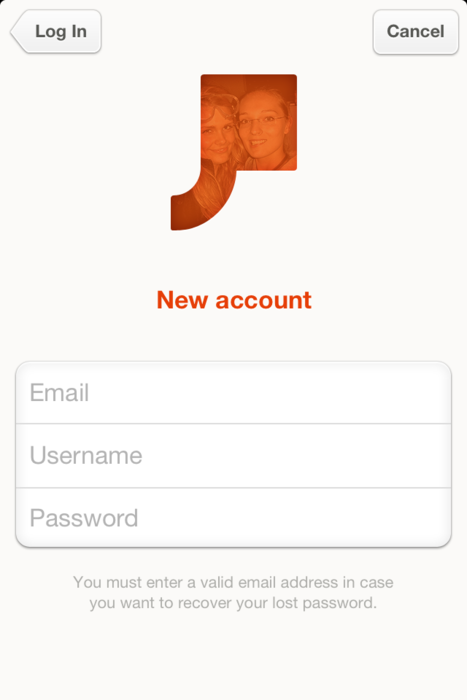 Log In
Cancel
New account
Email
Username
Password
You must enter a valid email address in case
you want to recover your lost password.